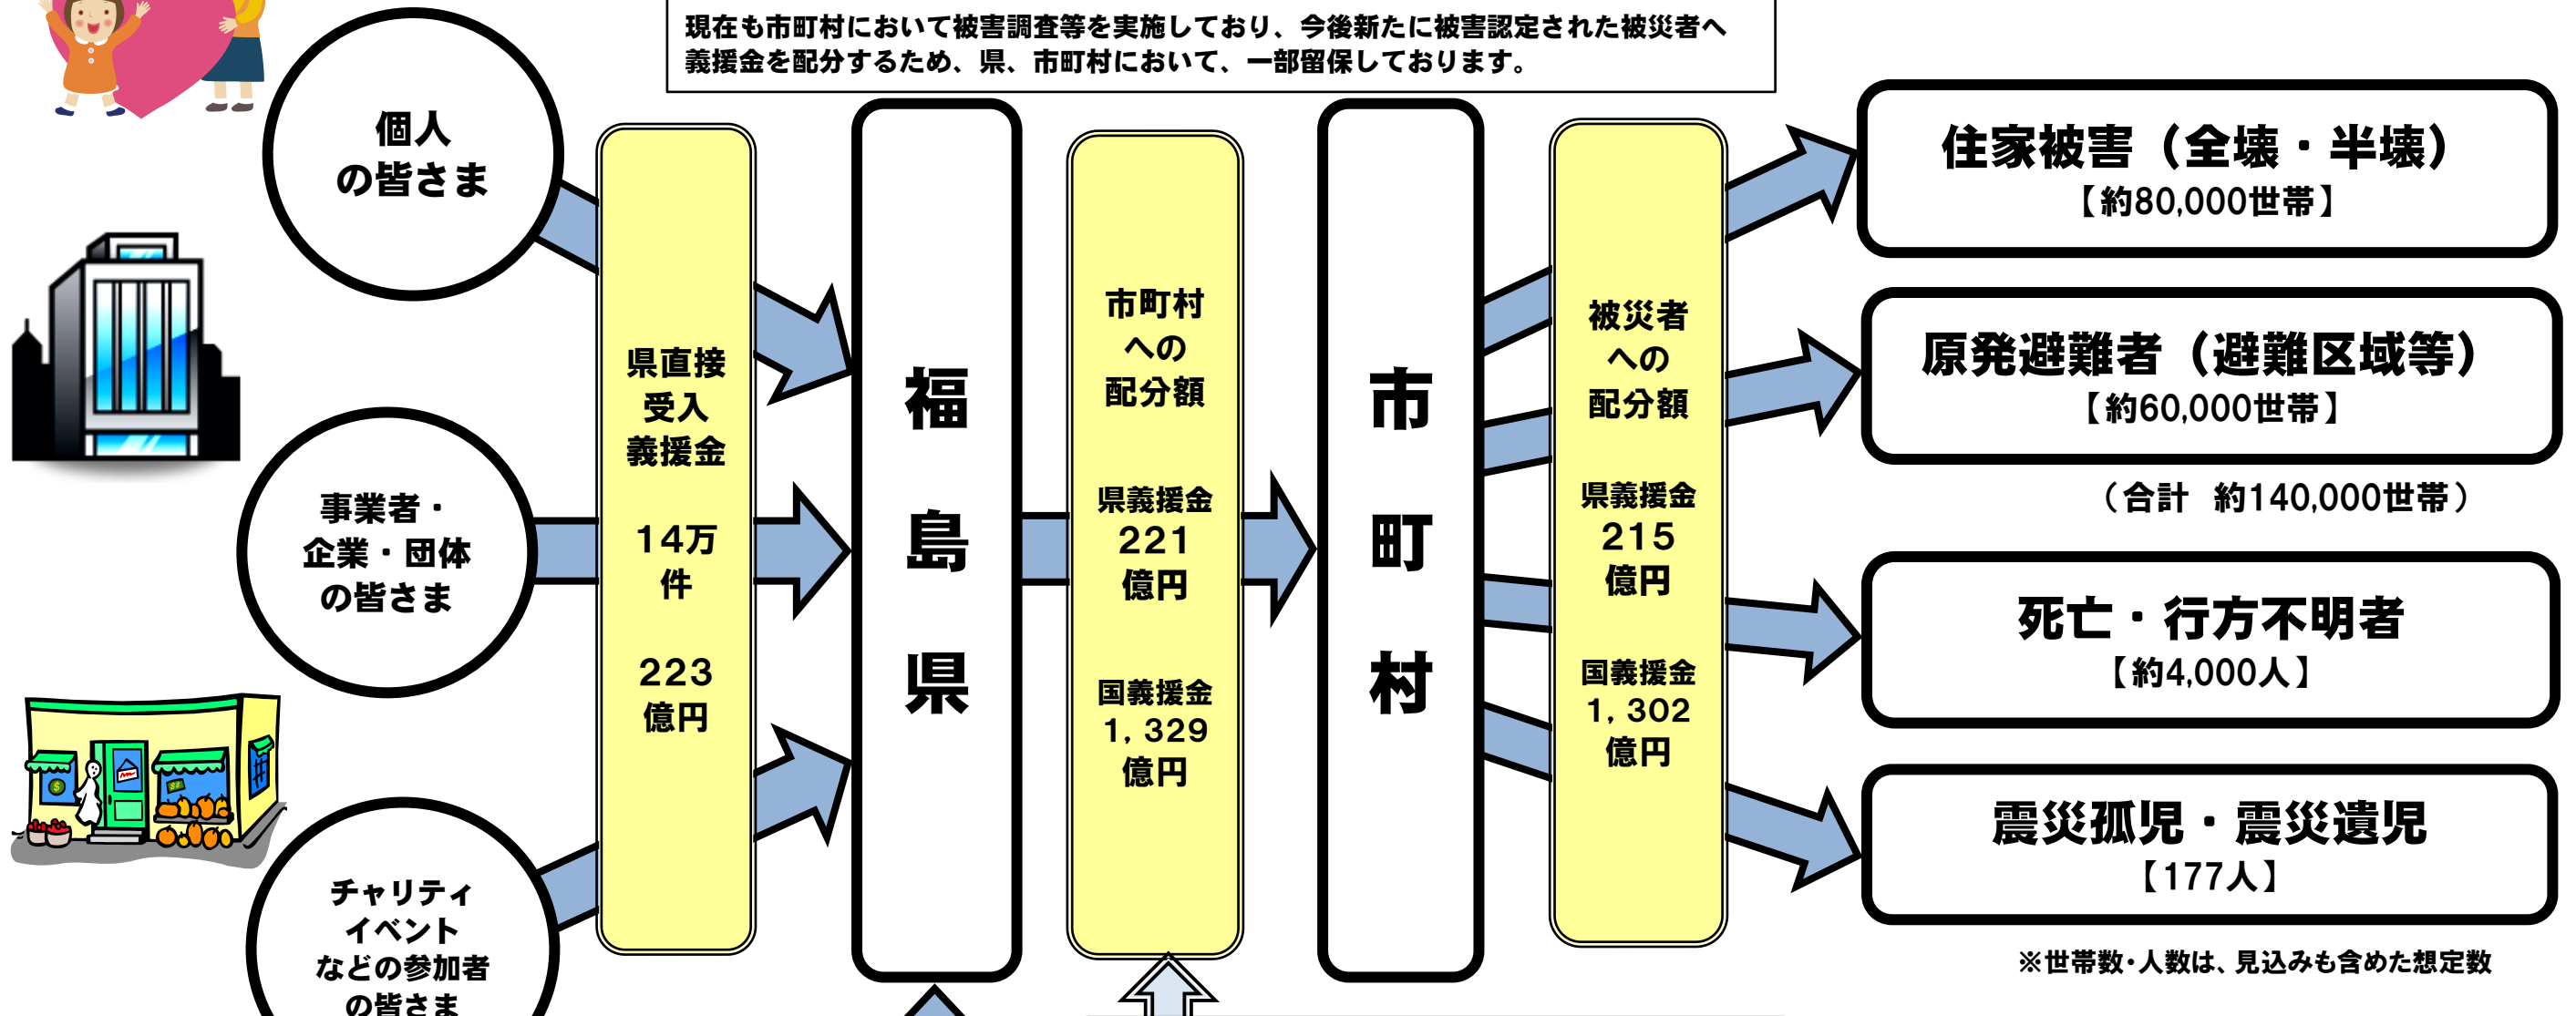 現在も市町村において被害調査等を実施しており、今後新たに被害認定された被災者へ
義援金を配分するため、県、市町村において、一部留保しております。
個人
の皆さま
事業者・
企業・団体
の皆さま
チャリティ
イベント
などの参加者
の皆さま
県直接
受入
義援金
14万
件
223
億円
福
島
県
市町村
への
配分額
県義援金
221
億円
国義援金
1,329
億円
市
町
村
被災者
への
配分額
県義援金
215
億円
国義援金
1,302
億円
住家被害（全壊・半壊）
【約80,000世帯】
原発避難者（避難区域等）
【約60,000世帯】
（合計　約140,000世帯）
死亡・行方不明者
【約4,000人】
震災孤児・震災遺児
【177人】
※世帯数・人数は、見込みも含めた想定数